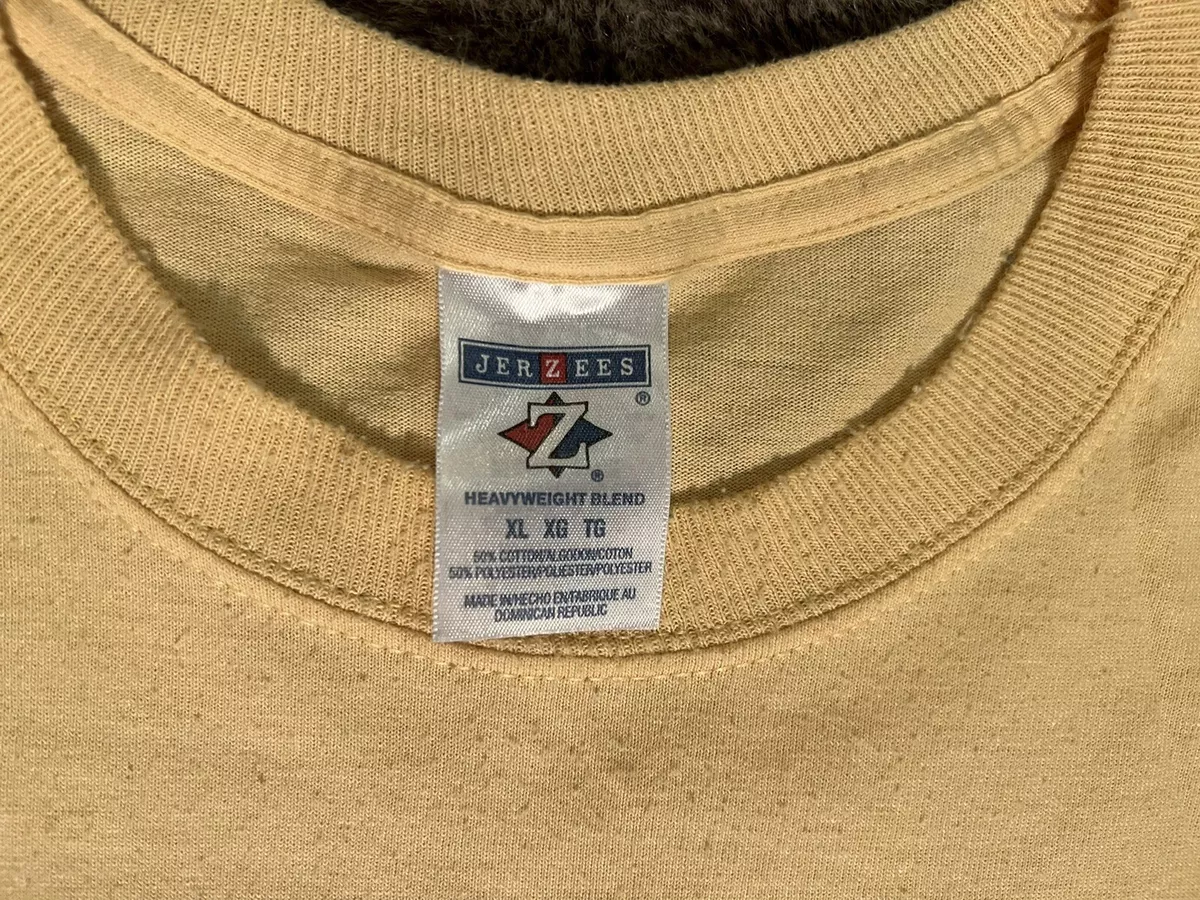 JERZEES
®
Z
®
HEAVYWEIGHT BLEND
XL XG TG
50% COTTON/ALGODON/COTON
50% POLYESTER/POLIESTER/POLYESTER
MADE IN/HECHO EN/FABRIQUE AU
DOMINICAN REPUBLIC